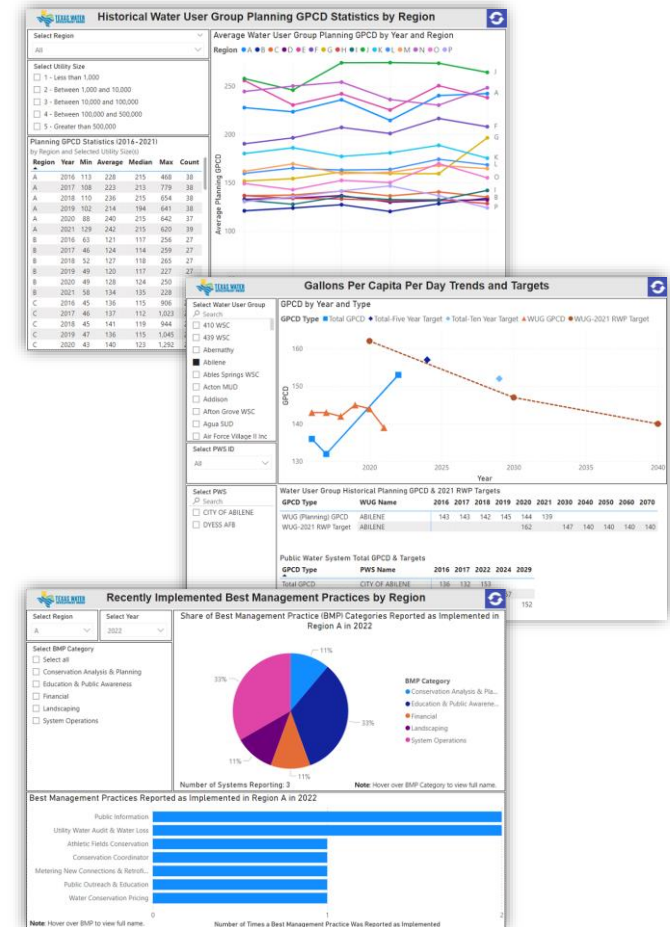 TEXAS WATER
Historical Water User Group Planning GPCD Statistics by Region
Select Region
All
Select Utility Size
1 - Less than 1,000
2 - Between 1,000 and 10,000
3 - Between 10,000 and 100,000
4 - Between 100,000 and 500,000
5 - Greater than 500,000
Planning GPCD Statistics (2016-2021)
by Region and Selected Utility Size(s)
Region Year Min Average Median Max Count
A 2016 113 228 215 468 38
A 2017 108 223 213 779 38
A 2018 110 236 215 654 38
A 2019 102 214 194 641 38
A 2020 88 240 215 642 37
A 2021 129 242 215 620 39
B 2016 63 121 117 256 27
B 2017 46 124 114 259 27
B 2018 52 127 118 265 27
B 2019 49 120 117 227 27
B 2020 49 128 124 250
B 2021 58 134 135 228
C 2016 45 136 115 906
C 2017 46 137 112 1,023
C 2018 45 141 119 944
C 2019 47 136 115 1,045
C 2020 43 140 123 1,292
Average Water User Group Planning GPCD by Year and Region
Region A B C D E F G H I J K L M N O P
Average Planning GPCD
250
200
150
100
I
A
F
G
K
L
O
I
B
P
TEXAS WATER
Gallons Per Capita Per Day Trends and Targets
Select Water User Group
Search
410 WSC
439 WSC
Abernathy
Abilene
Ables Springs WSC
Acton MUD
Addison
Afton Grove WSC
Agua SUD
Air Force Village II Inc
Select PWS ID
All
Select PWS
Search
CITY OF ABILENE
DYESS AFB
GPCD by Year and Type
GPCD Type Total GPCD Total-Five Year Target Total-Ten Year Target WUG GPCD WUG-2021 RWP Target
GPCD
160
150
140
130
2020 2025 2030 2035 2040
Year
Water User Group Historical Planning GPCD & 2021 RWP Targets
GPCD Type WUG Name 2016 2017 2018 2019 2020 2021 2030 2040 2050 2060 2070
WUG (Planning) GPCD ABILENE 143 143 142 145 144 139
WUG-2021 RWP Target ABILENE 162 147 140 140 140 140
Public Water System Total GPCD & Targets
GPCD Type PWS Name 2016 2017 2022 2024 2029
Total GPCD CITY OF ABILENE 136 132 153
152
TEXAS WATER
Recently Implemented Best Management Practices by Region
Select Region
A
Select Year
2022
Select BMP Category
Select all
Conservation Analysis & Planning
Education & Public Awareness
Financial
Landscaping
System Operations
Share of Best Management Practice (BMP) Categories Reported as Implemented in
Region A in 2022
11%
33%
33%
11%
11%
BMP Category
Conservation Analysis & Pla...
Education & Public Awarene...
Financial
Landscaping
System Operations
Number of Systems Reporting: 3
Note: Hover over BMP Category to view full name.
Best Management Practices Reported as Implemented in Region A in 2022
Public Information
Utility Water Audit & Water Loss
Athletic Fields Conservation
Conservation Coordinator
Metering New Connections & Retrofi...
Public Outreach & Education
Water Conservation Pricing
0 1 2
Note: Hover over BMP to view full name.
Number of Times a Best Management Practice Was Reported as Implemented